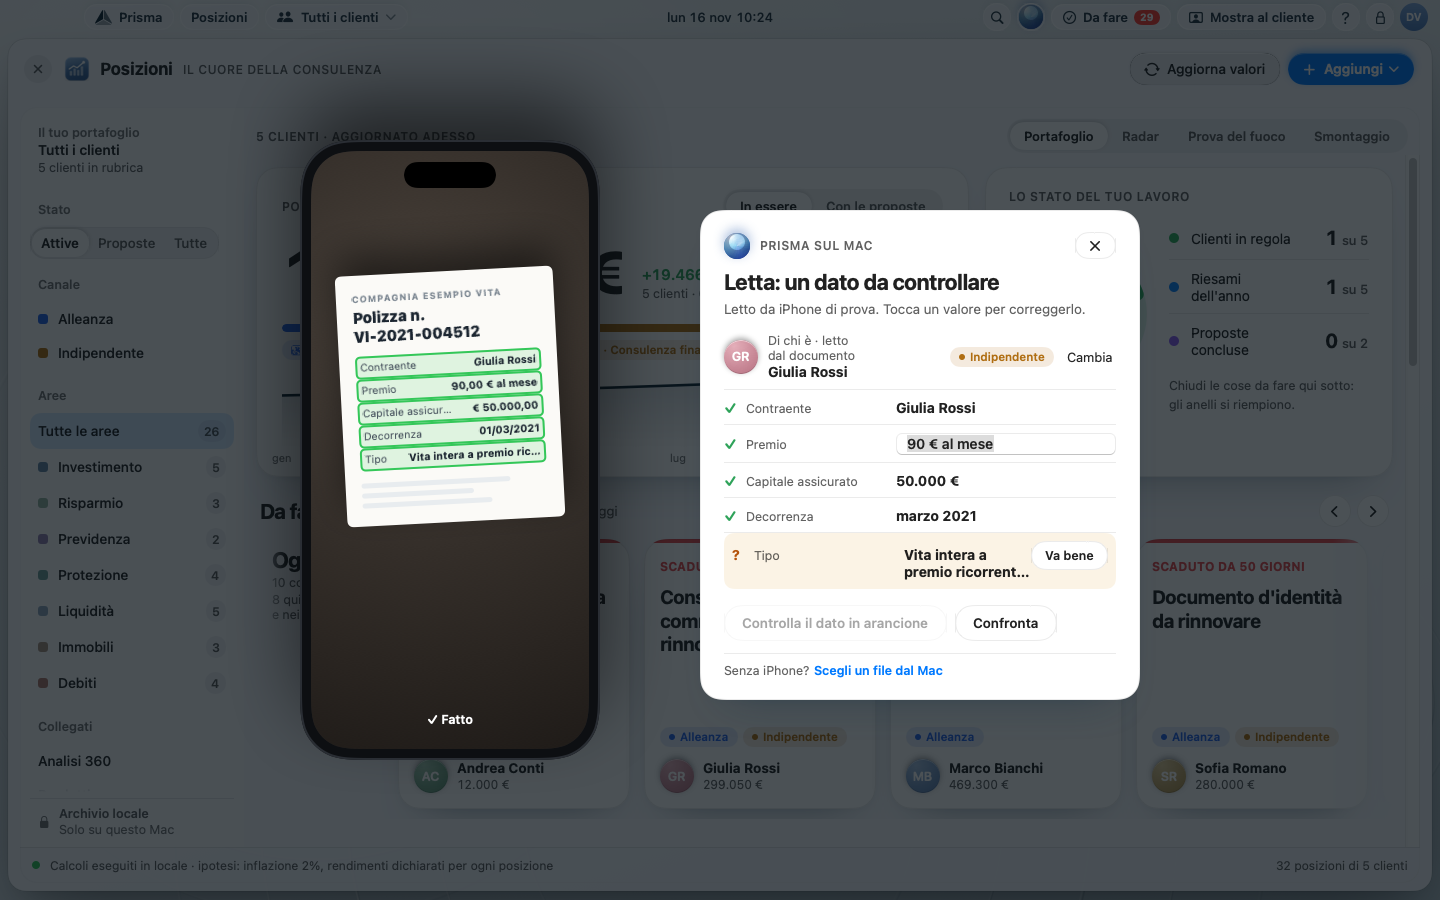 Prisma
Posizioni
Tutti i clienti
lun 16 nov 10:24
Da fare 29
Mostra al cliente
?
DV
Posizioni
IL CUORE DELLA CONSULENZA
Aggiorna valori
Aggiungi
Il tuo portafoglio
Tutti i clienti
5 clienti in rubrica
Stato
Attive
Proposte
Tutte
Canale
Alleanza
Indipendente
Aree
Tutte le aree 26
Investimento 5
Risparmio 3
Previdenza 2
Protezione 4
Liquidità 5
Immobili 3
Debiti 4
Collegati
Analisi 360
Archivio locale
Solo su questo Mac
5 CLIENTI · AGGIORNATO ADESSO
Portafoglio
Radar
Prova del fuoco
Smontaggio
In essere
Con le proposte
€
+19.466
5 clienti ·
Consulenza fina
gen
lug
LO STATO DEL TUO LAVORO
Clienti in regola 1 su 5
Riesami dell'anno 1 su 5
Proposte concluse 0 su 2
Chiudi le cose da fare qui sotto:
gli anelli si riempiono.
COMPAGNIA ESEMPIO VITA
Polizza n.
VI-2021-004512
Contraente Giulia Rossi
Premio 90,00 € al mese
Capitale assicur... € 50.000,00
Decorrenza 01/03/2021
Tipo Vita intera a premio ric...
Fatto
PRISMA SUL MAC
Letta: un dato da controllare
Letto da iPhone di prova. Tocca un valore per correggerlo.
GR
Di chi è · letto
dal documento
Giulia Rossi
Indipendente
Cambia
Contraente Giulia Rossi
Premio 90 € al mese
Capitale assicurato 50.000 €
Decorrenza marzo 2021
? Tipo Vita intera a
premio ricorrent...
Va bene
Controlla il dato in arancione
Confronta
Senza iPhone? Scegli un file dal Mac
SCADUTO DA 50 GIORNI
Documento d'identità
da rinnovare
Alleanza Indipendente
Alleanza
Alleanza Indipendente
AC Andrea Conti
12.000 €
GR Giulia Rossi
299.050 €
MB Marco Bianchi
469.300 €
SR Sofia Romano
280.000 €
Calcoli eseguiti in locale · ipotesi: inflazione 2%, rendimenti dichiarati per ogni posizione
32 posizioni di 5 clienti